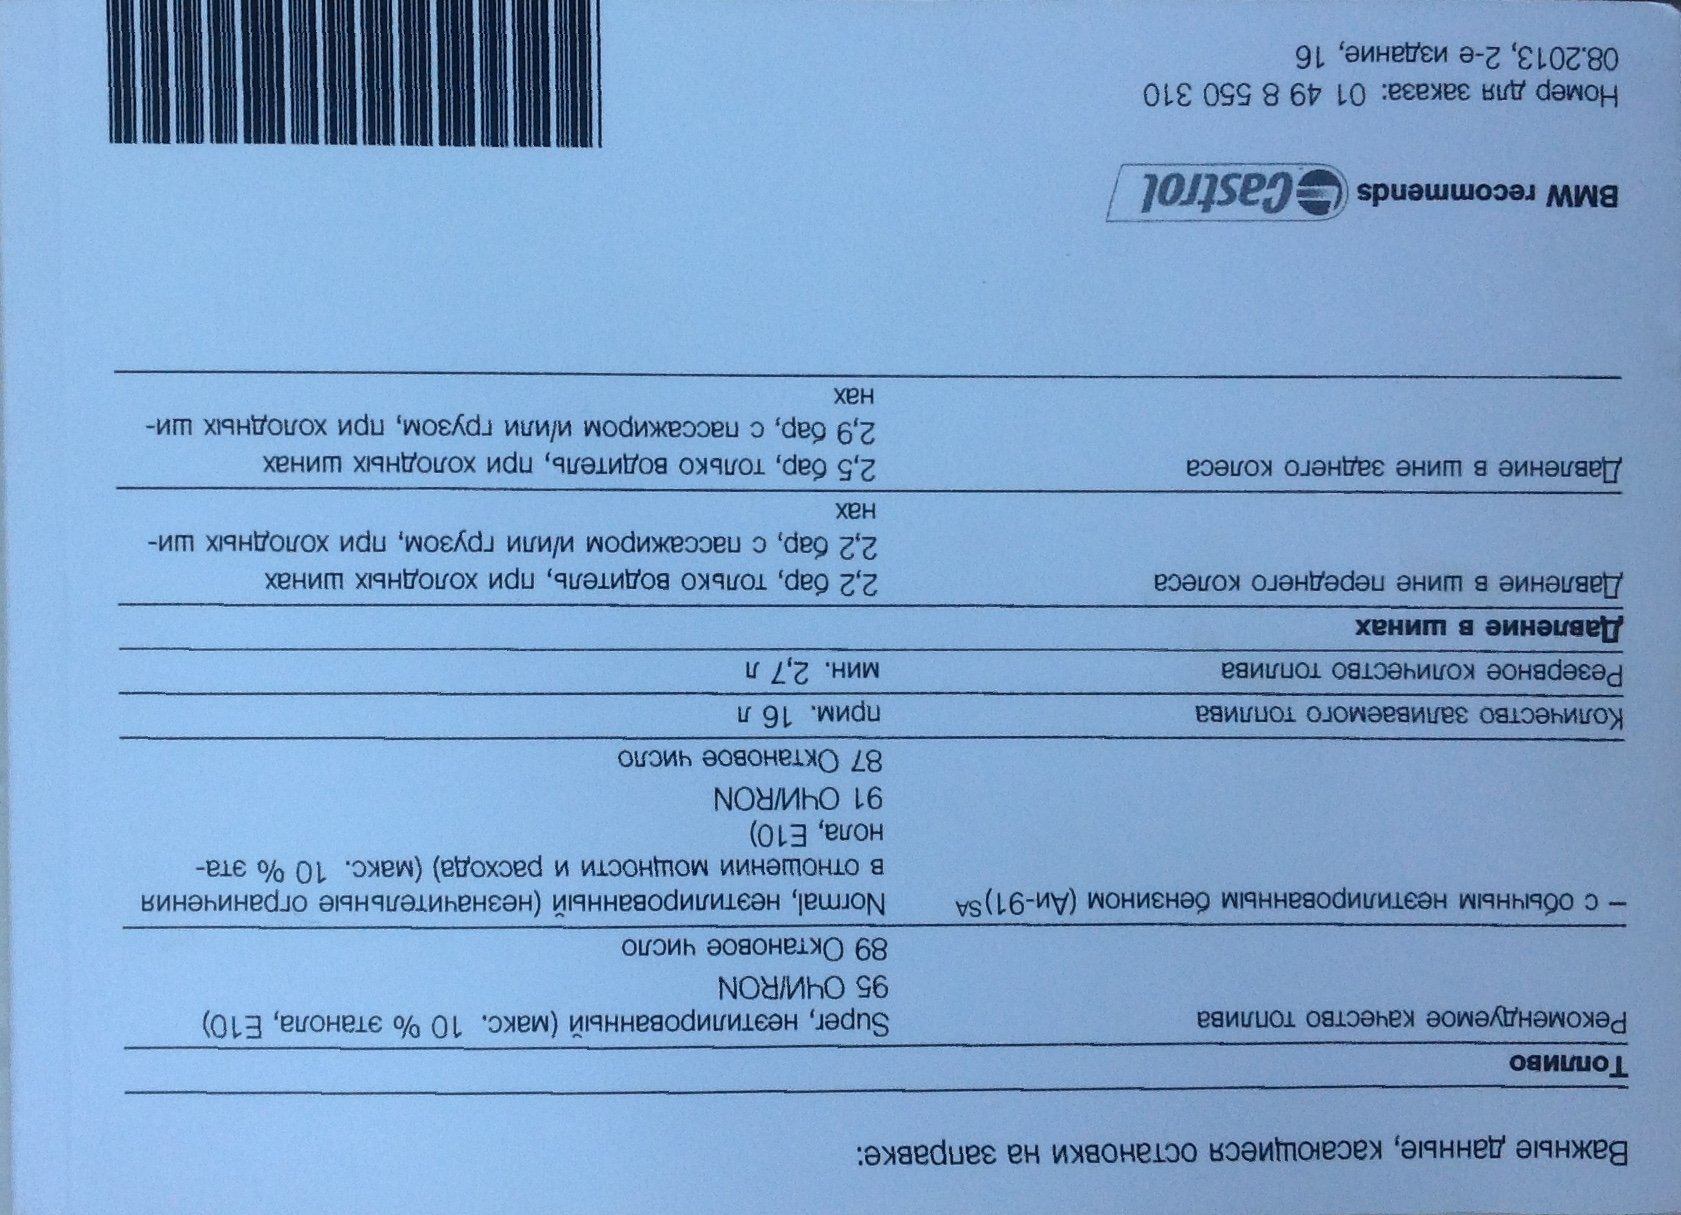 Важные данные, касающиеся остановки на заправке:
Топливо
Рекомендуемое качество топлива
Super, неэтилированный (макс. 10 % этанола, E10)
95 ОЧИ/RON
89 Октановое число
– с обычным неэтилированным бензином (Аи-91)SA
Normal, неэтилированный (незначительные ограничения
в отношении мощности и расхода) (макс. 10 % эта-
нола, E10)
91 ОЧИ/RON
87 Октановое число
Количество заливаемого топлива
прим. 16 л
Резервное количество топлива
мин. 2,7 л
Давление в шинах
Давление в шине переднего колеса
2,2 бар, только водитель, при холодных шинах
2,2 бар, с пассажиром и/или грузом, при холодных ши-
нах
Давление в шине заднего колеса
2,5 бар, только водитель, при холодных шинах
2,9 бар, с пассажиром и/или грузом, при холодных ши-
нах
BMW recommends Castrol
Номер для заказа: 01 49 8 550 310
08.2013, 2-е издание, 16